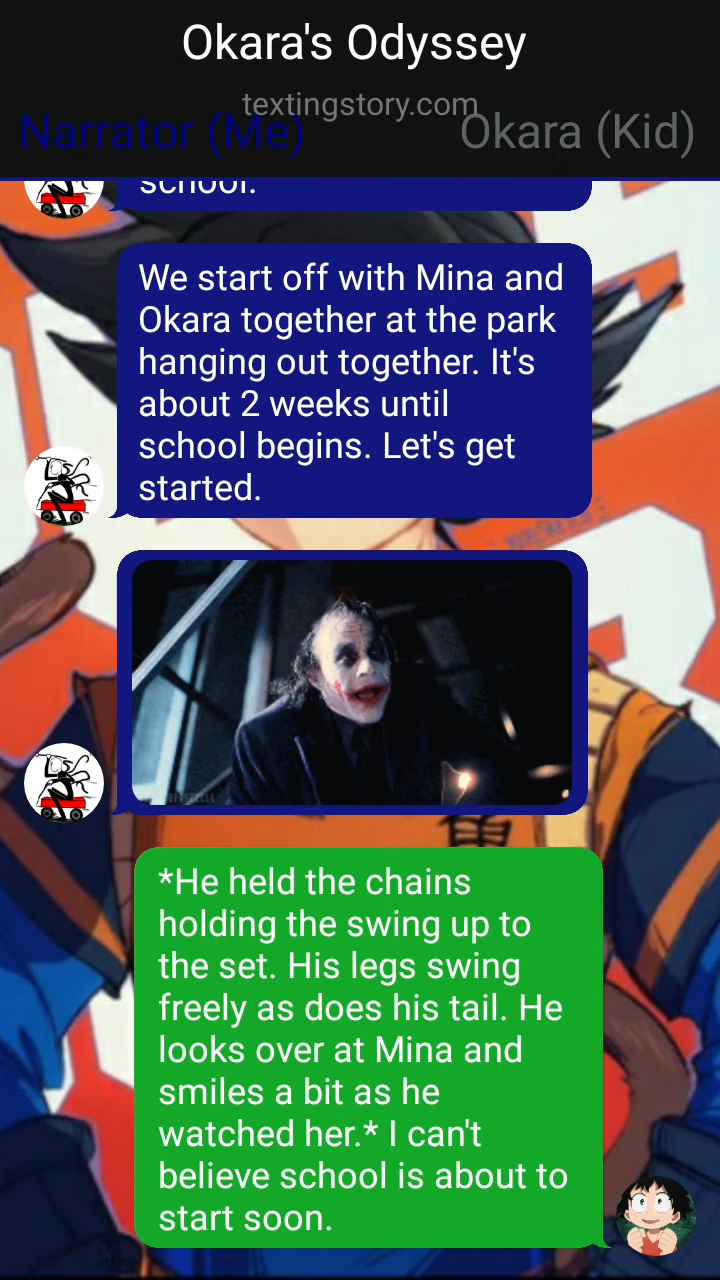 Okara's Odyssey
textingstory.com
Narrator (Me)
Okara (Kid)
school.
We start off with Mina and
Okara together at the park
hanging out together. It's
about 2 weeks until
school begins. Let's get
started.
*He held the chains
holding the swing up to
the set. His legs swing
freely as does his tail. He
looks over at Mina and
smiles a bit as he
watched her.* I can't
believe school is about to
start soon.